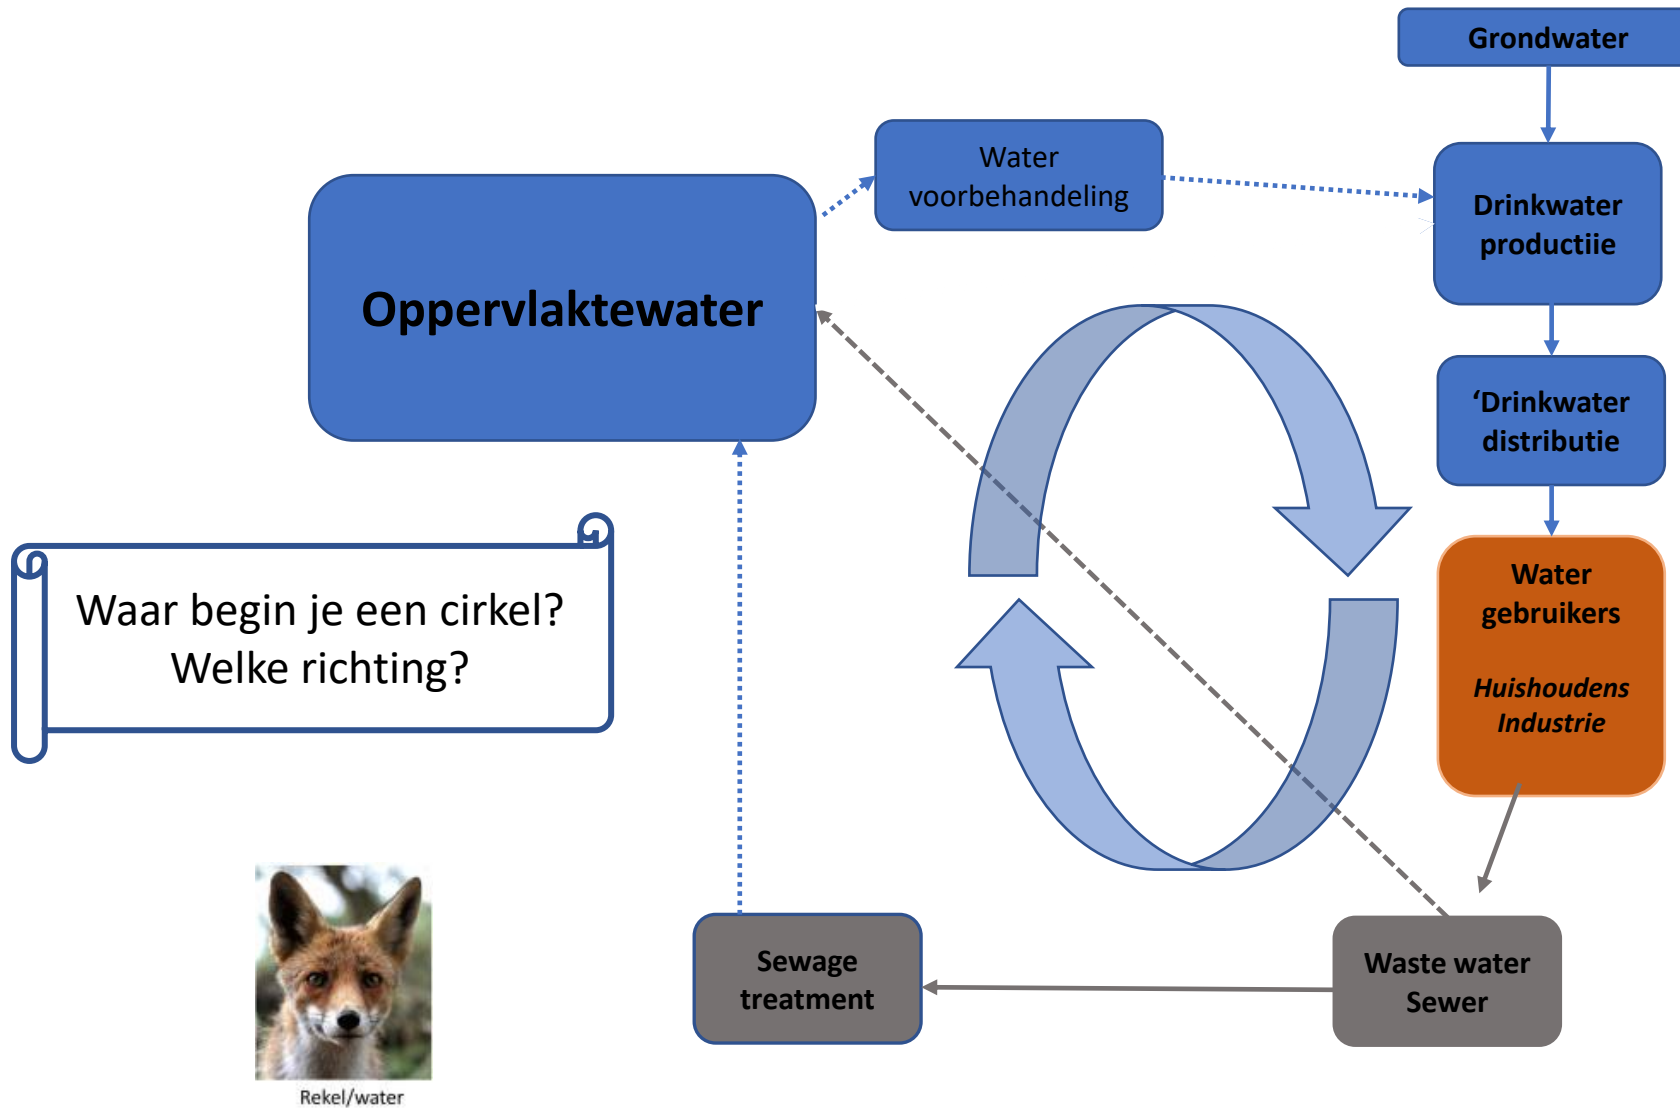 Grondwater
Water
voorbehandeling
Drinkwater
productiie
Oppervlaktewater
‘Drinkwater
distributie
Water
gebruikers
Huishoudens
Industrie
Waar begin je een cirkel?
Welke richting?
Sewage
treatment
Waste water
Sewer
Rekel/water